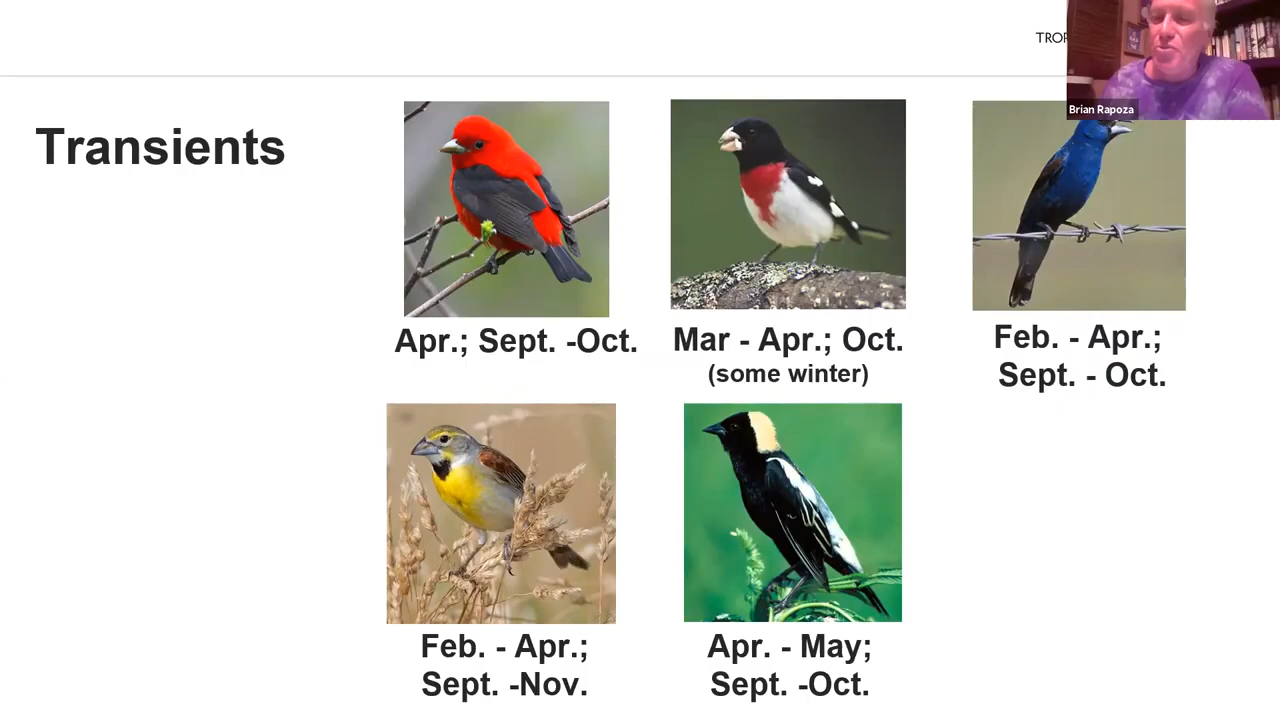 Brian Rapoza
Transients
Apr.; Sept. -Oct.
Mar - Apr.; Oct.
(some winter)
Feb. - Apr.;
Sept. - Oct.
Feb. - Apr.;
Sept. -Nov.
Apr. - May;
Sept. -Oct.